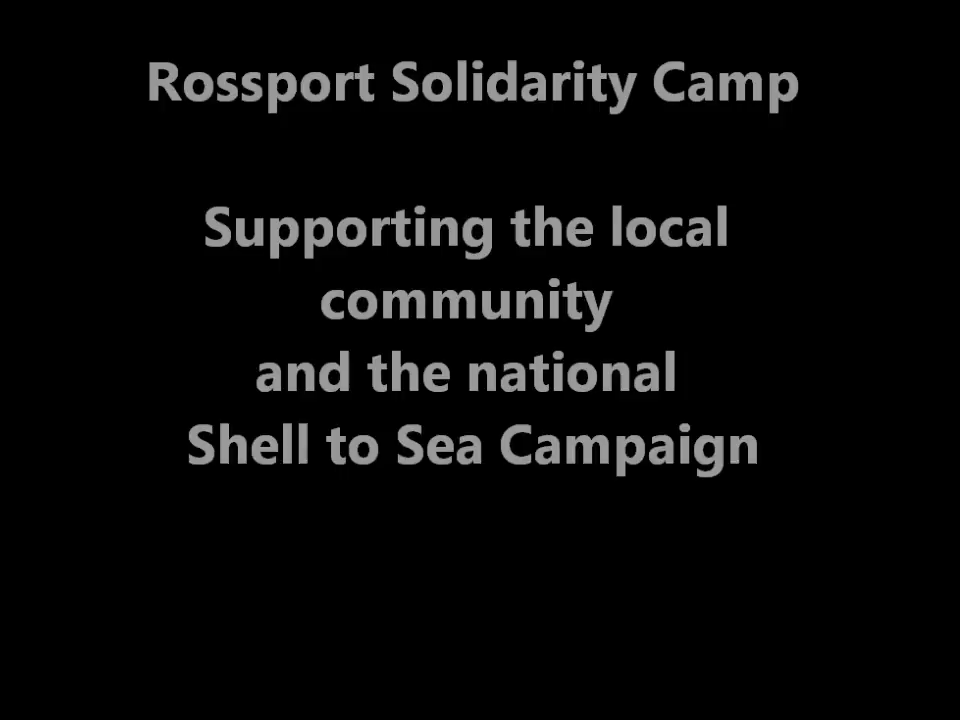 Rossport Solidarity Camp
Supporting the local
community
and the national
Shell to Sea Campaign